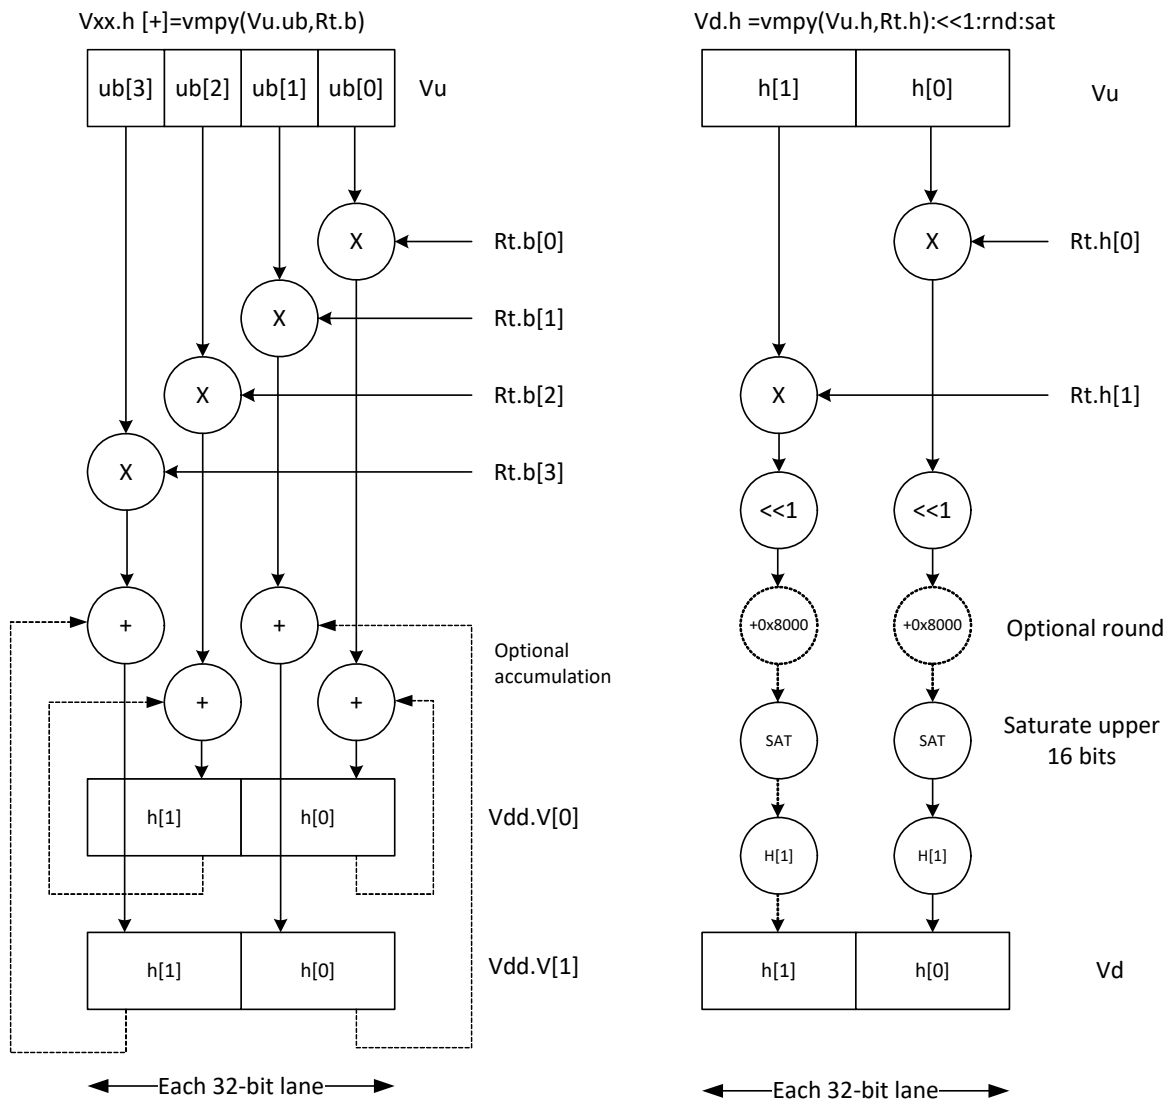 Vxx.h [+]=vmpy(Vu.ub,Rt.b)
ub[3] ub[2] ub[1] ub[0] Vu
X Rt.b[0]
X Rt.b[1]
X Rt.b[2]
X Rt.b[3]
+ +
Optional
accumulation
+ +
h[1] h[0] Vdd.V[0]
h[1] h[0] Vdd.V[1]
Each 32-bit lane
Vd.h =vmpy(Vu.h,Rt.h):<<1:rnd:sat
h[1] h[0] Vu
X Rt.h[0]
X Rt.h[1]
<<1 <<1
+0x8000 +0x8000 Optional round
SAT SAT
Saturate upper
16 bits
H[1] H[1]
h[1] h[0] Vd
Each 32-bit lane